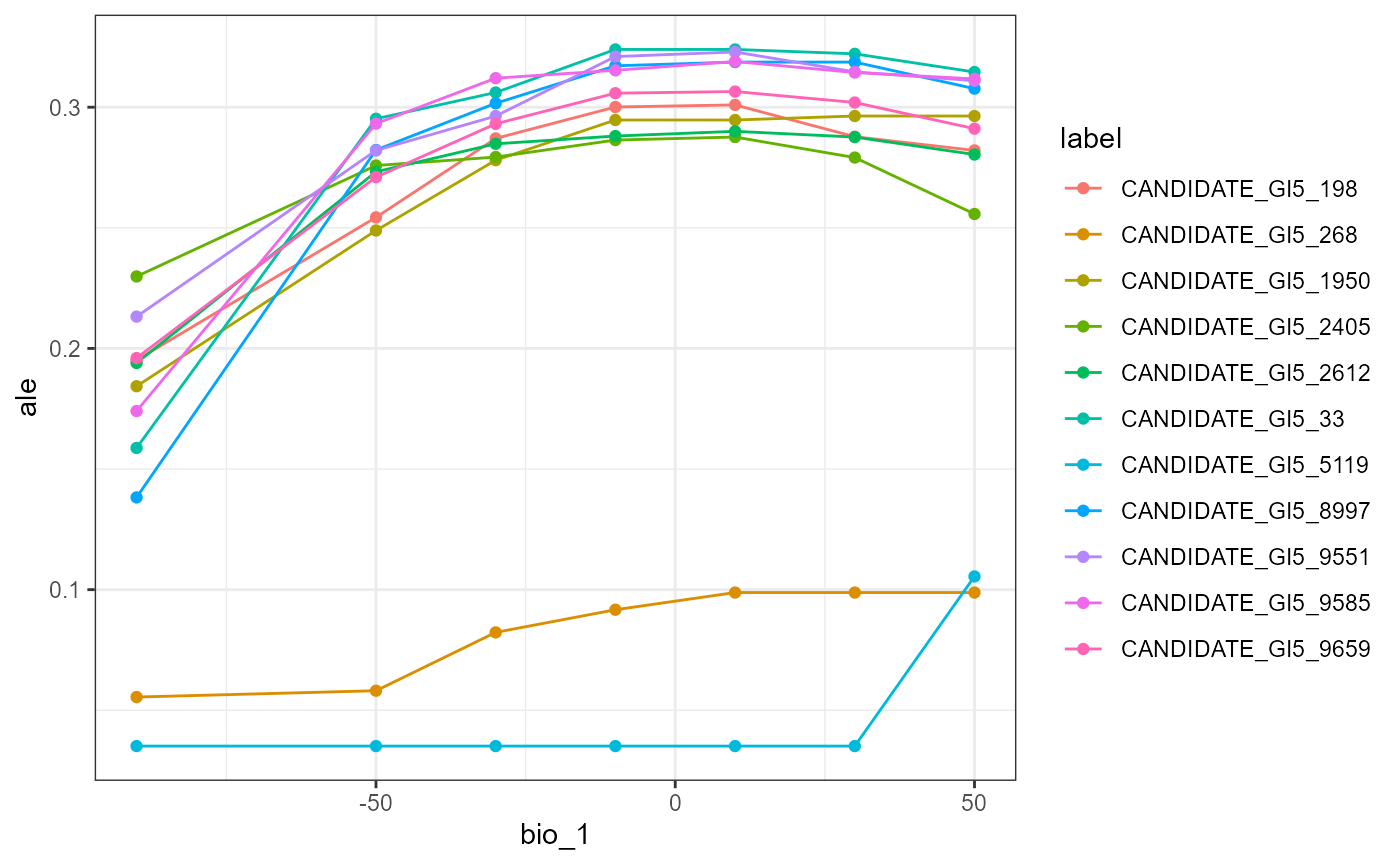 ale
0.3
0.2
0.1
-50
0
50
bio_1
label
CANDIDATE_GI5_198
CANDIDATE_GI5_268
CANDIDATE_GI5_1950
CANDIDATE_GI5_2405
CANDIDATE_GI5_2612
CANDIDATE_GI5_33
CANDIDATE_GI5_5119
CANDIDATE_GI5_8997
CANDIDATE_GI5_9551
CANDIDATE_GI5_9585
CANDIDATE_GI5_9659